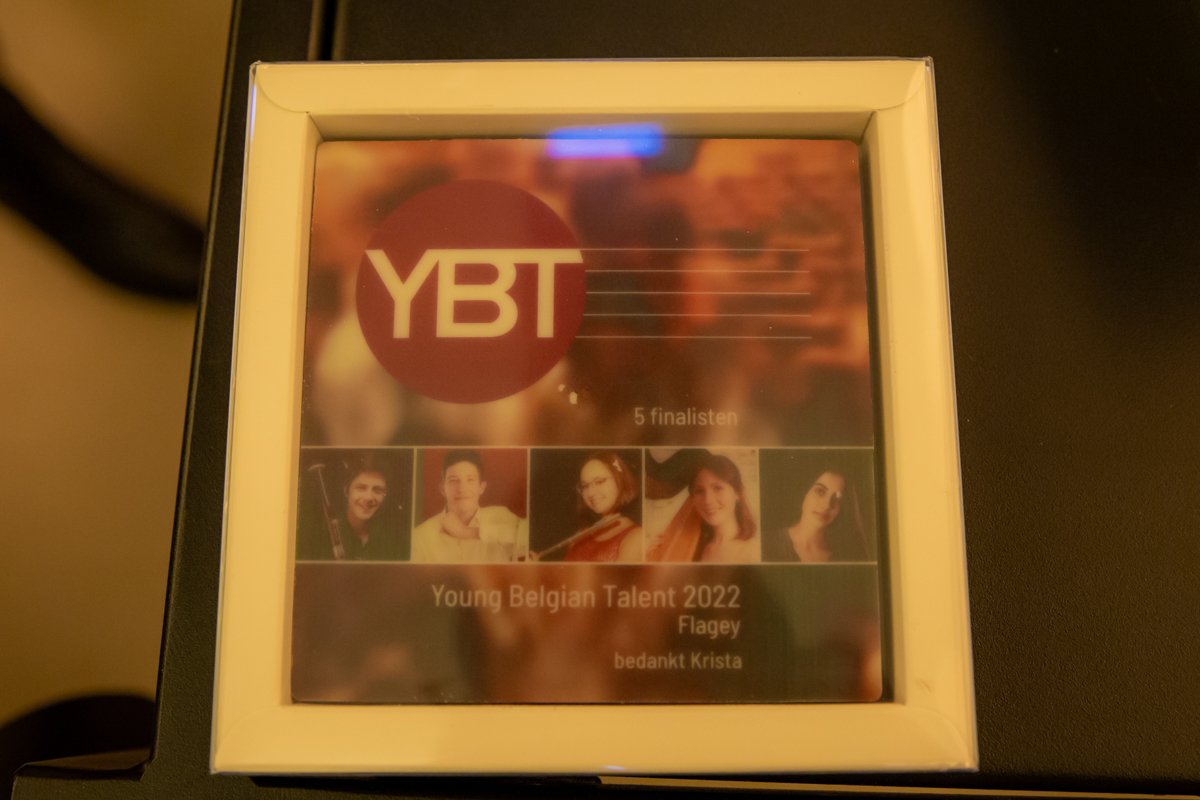 YBT
5 finalisten
Young Belgian Talent 2022
Flagey
bedankt Krista